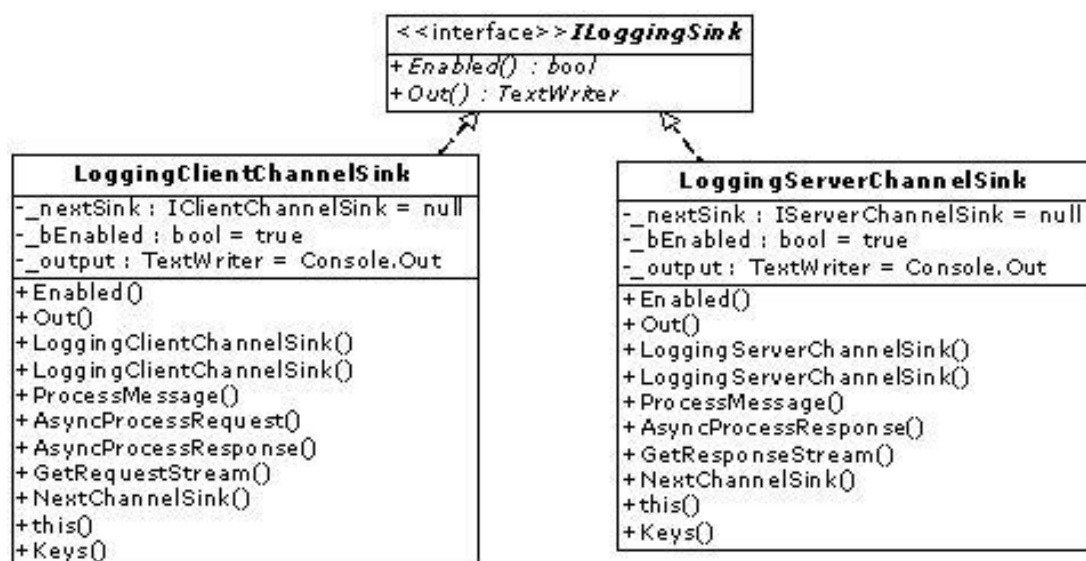 <<interface>> ILoggingSink
+ Enabled() : bool
+ Out() : TextWriter
LoggingClientChannelSink
-_nextSink : IClientChannelSink = null
-_bEnabled : bool = true
-_output : TextWriter = Console.Out
+ Enabled()
+ Out()
+ LoggingClientChannelSink()
+ LoggingClientChannelSink()
+ ProcessMessage()
+ AsyncProcessRequest()
+ AsyncProcessResponse()
+ GetRequestStream()
+ NextChannelSink()
+ this()
+ Keys()
LoggingServerChannelSink
-_nextSink : IServerChannelSink = null
-_bEnabled : bool = true
-_output : TextWriter = Console.Out
+ Enabled()
+ Out()
+ LoggingServerChannelSink()
+ LoggingServerChannelSink()
+ ProcessMessage()
+ AsyncProcessResponse()
+ GetResponseStream()
+ NextChannelSink()
+ this()
+ Keys()